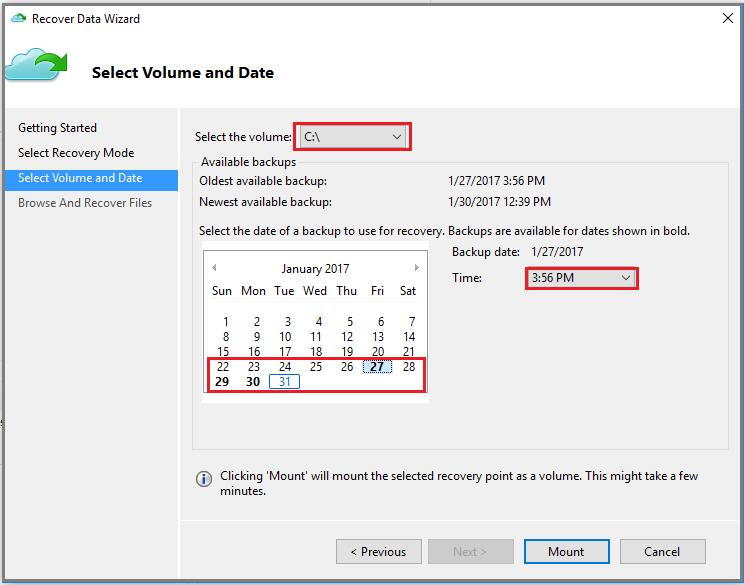 Recover Data Wizard
Select Volume and Date
Getting Started
Select Recovery Mode
Select Volume and Date
Browse And Recover Files
Select the volume: C:\
Available backups
Oldest available backup: 1/27/2017 3:56 PM
Newest available backup: 1/30/2017 12:39 PM
Select the date of a backup to use for recovery. Backups are available for dates shown in bold.
January 2017
Sun Mon Tue Wed Thu Fri Sat
1 2 3 4 5 6 7
8 9 10 11 12 13 14
15 16 17 18 19 20 21
22 23 24 25 26 27 28
29 30 31
Backup date: 1/27/2017
Time: 3:56 PM
Clicking 'Mount' will mount the selected recovery point as a volume. This might take a few
minutes.
< Previous Next > Mount Cancel